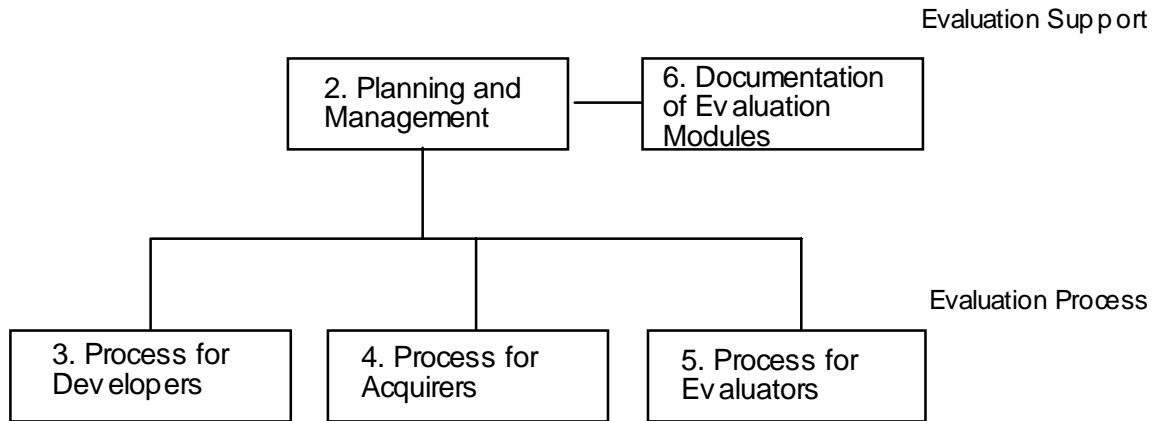 Evaluation Support
2. Planning and
Management
6. Documentation
of Evaluation
Modules
Evaluation Process
3. Process for
Developers
4. Process for
Acquirers
5. Process for
Evaluators